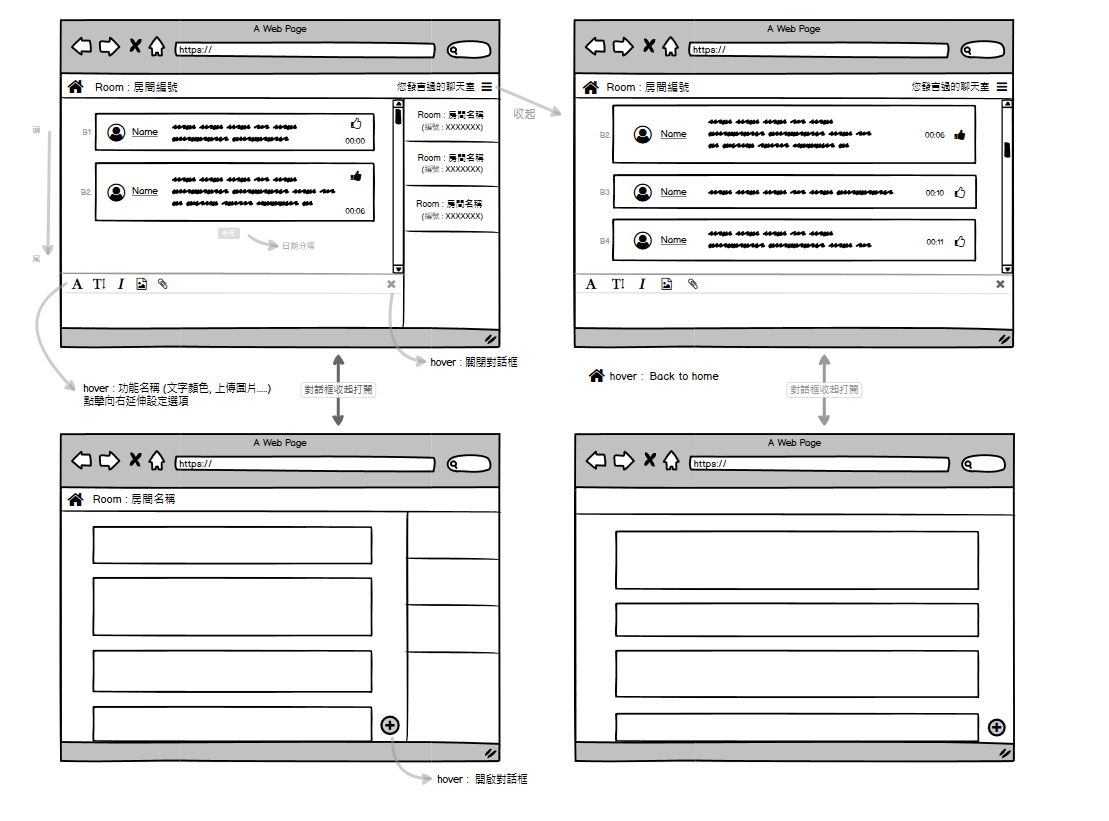 A Web Page
https://
Room : 房間編號
您發言過的聊天室
頭
尾
B1
Name
00:00
B2
Name
00:06
今天
日期分隔
Room : 房間名稱
(編號 : XXXXXXX)
Room : 房間名稱
(編號 : XXXXXXX)
Room : 房間名稱
(編號 : XXXXXXX)
A T I
hover : 關閉對話框
hover : 功能名稱 (文字顏色, 上傳圖片.....)
點擊向右延伸設定選項
對話框收起打開
收起
A Web Page
https://
Room : 房間編號
您發言過的聊天室
B2
Name
00:06
B3
Name
00:10
B4
Name
00:11
A T I
hover : Back to home
對話框收起打開
A Web Page
https://
Room : 房間名稱
hover : 開啟對話框
A Web Page
https://